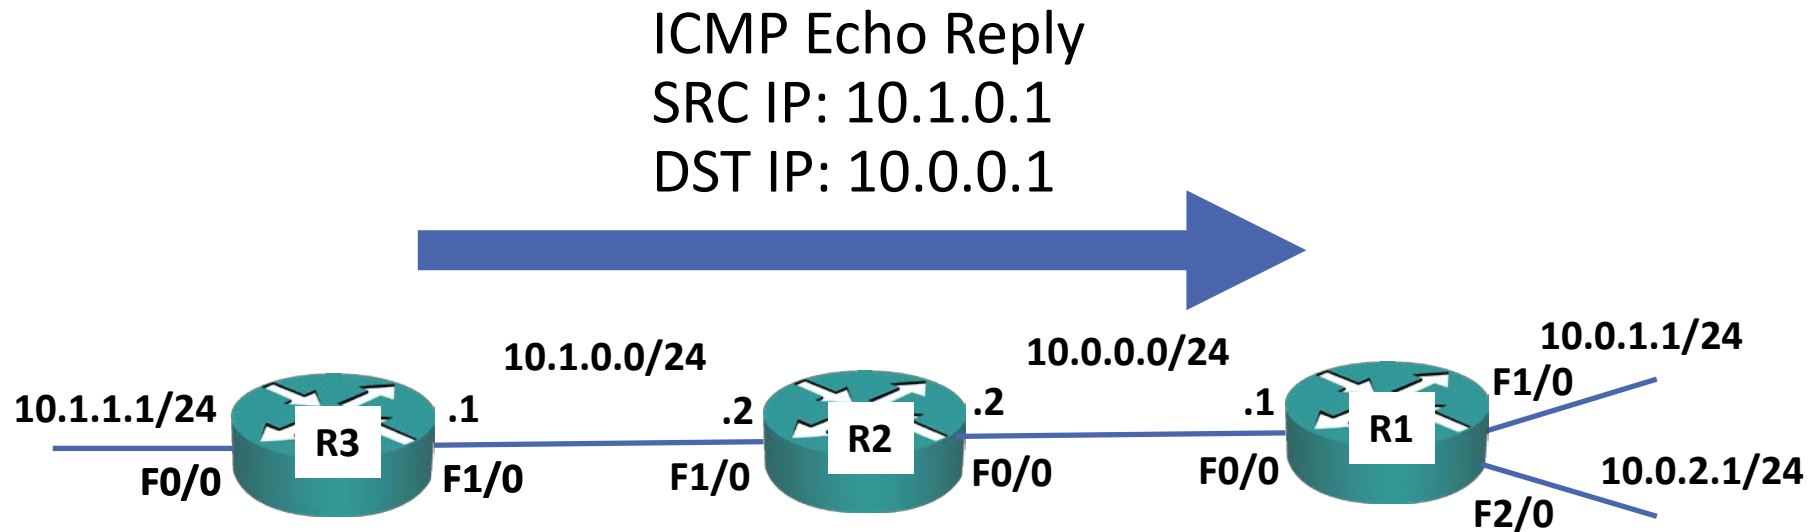 ICMP Echo Reply
SRC IP: 10.1.0.1
DST IP: 10.0.0.1
10.1.1.1/24
F0/0
R3
.1
F1/0
10.1.0.0/24
.2
F1/0
R2
.2
F0/0
10.0.0.0/24
.1
F0/0
R1
10.0.1.1/24
F1/0
10.0.2.1/24
F2/0